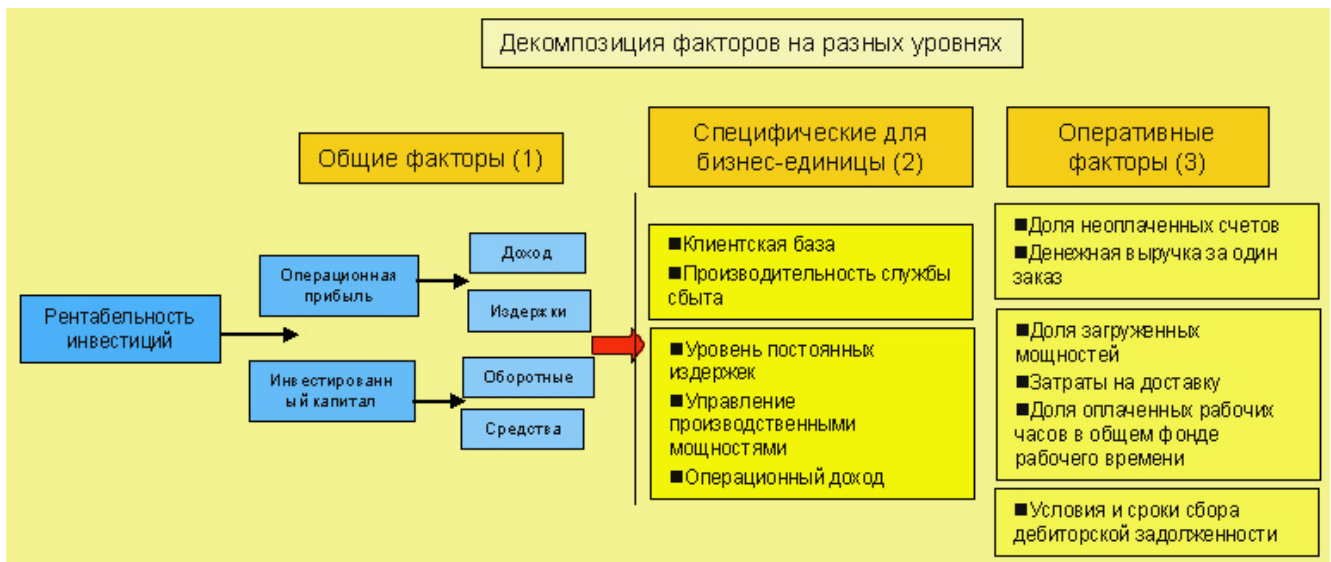 Декомпозиция факторов на разных уровнях
Общие факторы (1)
Специфические для
бизнес-единицы (2)
Оперативные
факторы (3)
Рентабельность
инвестиций
Операционная
прибыль
Инвестированн
ый капитал
Доход
Издержки
Оборотные
Средства
■Клиентская база
■Производительность службы
сбыта
■Уровень постоянных
издержек
■Управление
производственными
мощностями
■Операционный доход
■Доля неоплаченных счетов
■Денежная выручка за один
заказ
■Доля загруженных
мощностей
■Затраты на доставку
■Доля оплаченных рабочих
часов в общем фонде
рабочего времени
■Условия и сроки сбора
дебиторской задолженности